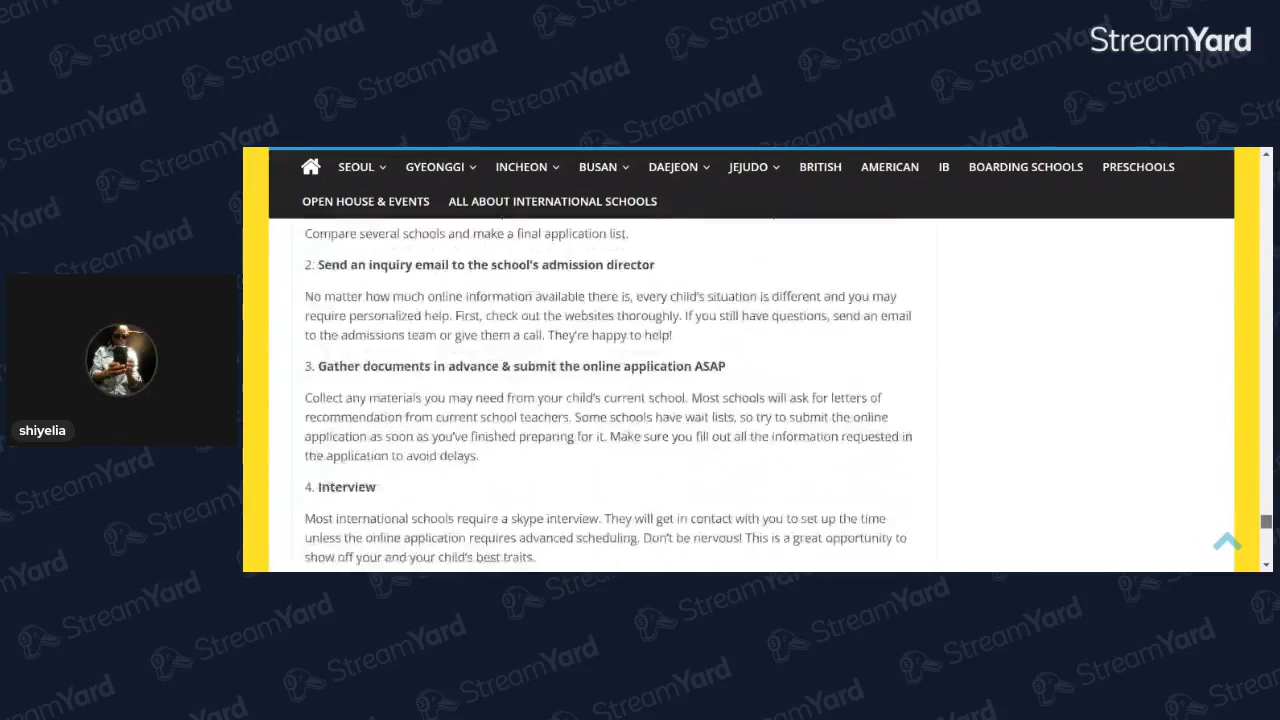 StreamYard
SEOUL
GYEONGGI
INCHEON
BUSAN
DAEJEON
JEJUDO
BRITISH
AMERICAN
IB
BOARDING SCHOOLS
PRESCHOOLS
OPEN HOUSE & EVENTS
ALL ABOUT INTERNATIONAL SCHOOLS
Compare several schools and make a final application list.
2. Send an inquiry email to the school's admission director
No matter how much online information available there is, every child's situation is different and you may
require personalized help. First, check out the websites thoroughly. If you still have questions, send an email
to the admissions team or give them a call. They're happy to help!
3. Gather documents in advance & submit the online application ASAP
Collect any materials you may need from your child's current school. Most schools will ask for letters of
recommendation from current school teachers. Some schools have wait lists, so try to submit the online
application as soon as you've finished preparing for it. Make sure you fill out all the information requested in
the application to avoid delays.
4. Interview
Most international schools require a skype interview. They will get in contact with you to set up the time
unless the online application requires advanced scheduling. Don't be nervous! This is a great opportunity to
show off your and your child's best traits.
shiyelia